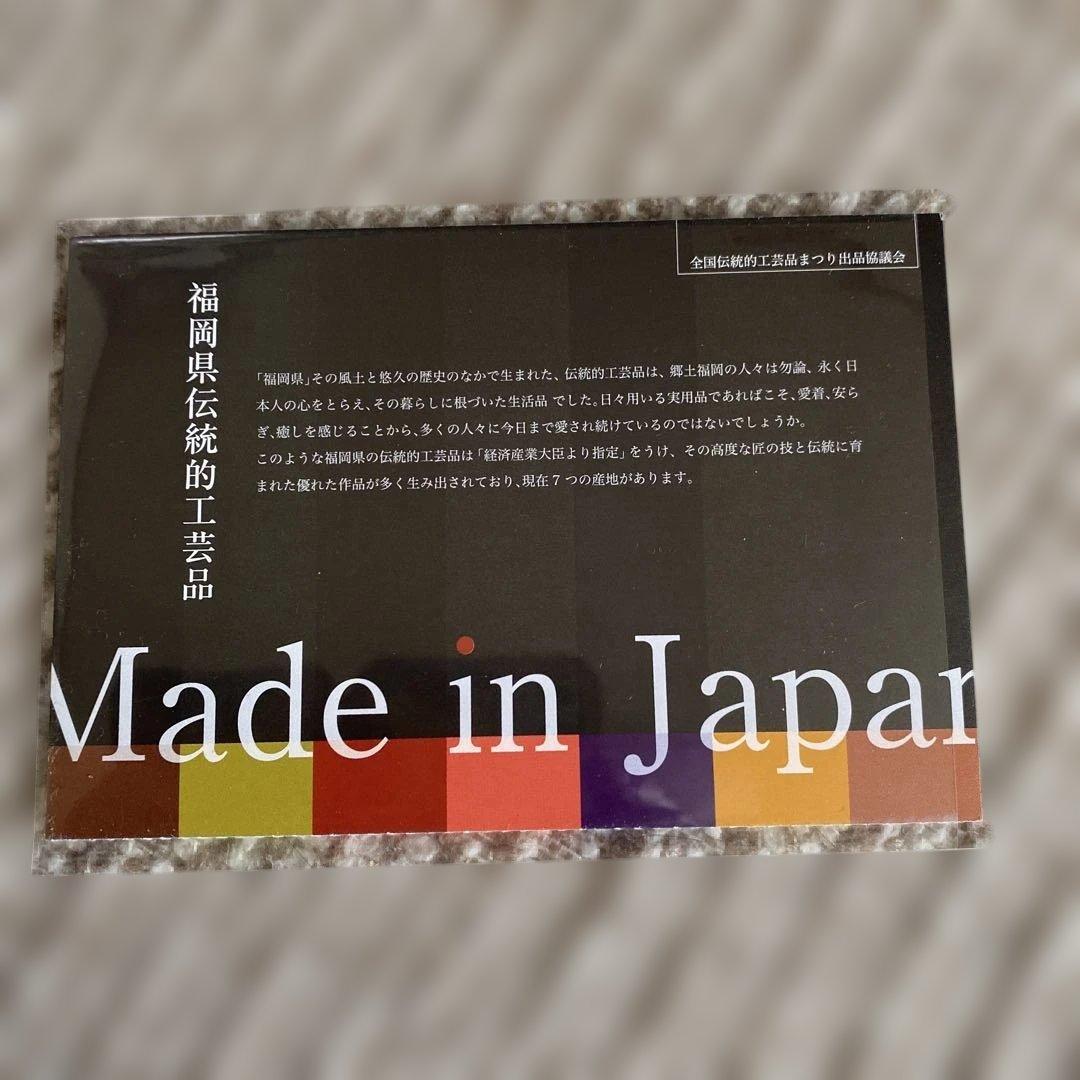 全国伝統的工芸品まつり出品協議会
福岡県伝統的工芸品
「福岡県」その風土と悠久の歴史のなかで生まれた、伝統的工芸品は、郷土福岡の人々は勿論、永く日
本人の心をとらえ、その暮らしに根づいた生活品 でした。日々用いる実用品であればこそ、愛着、安ら
ぎ、癒しを感じることから、多くの人々に今日まで愛され続けているのではないでしょうか。
このような福岡県の伝統的工芸品は「経済産業大臣より指定」をうけ、その高度な匠の技と伝統に育
まれた優れた作品が多く生み出されており、現在 7 つの産地があります。
Made in Japan